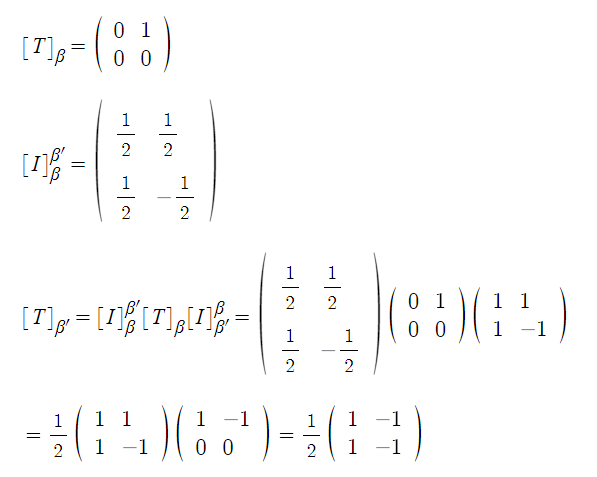 [T]_β = ( 0 1 ; 0 0 )
[I]_β^β′ = ( 1/2 1/2 ; 1/2 −1/2 )
[T]_β′ = [I]_β^β′ [T]_β [I]_β′^β = ( 1/2 1/2 ; 1/2 −1/2 ) ( 0 1 ; 0 0 ) ( 1 1 ; 1 −1 )
= 1/2 ( 1 1 ; 1 −1 ) ( 1 −1 ; 0 0 ) = 1/2 ( 1 −1 ; 1 −1 )